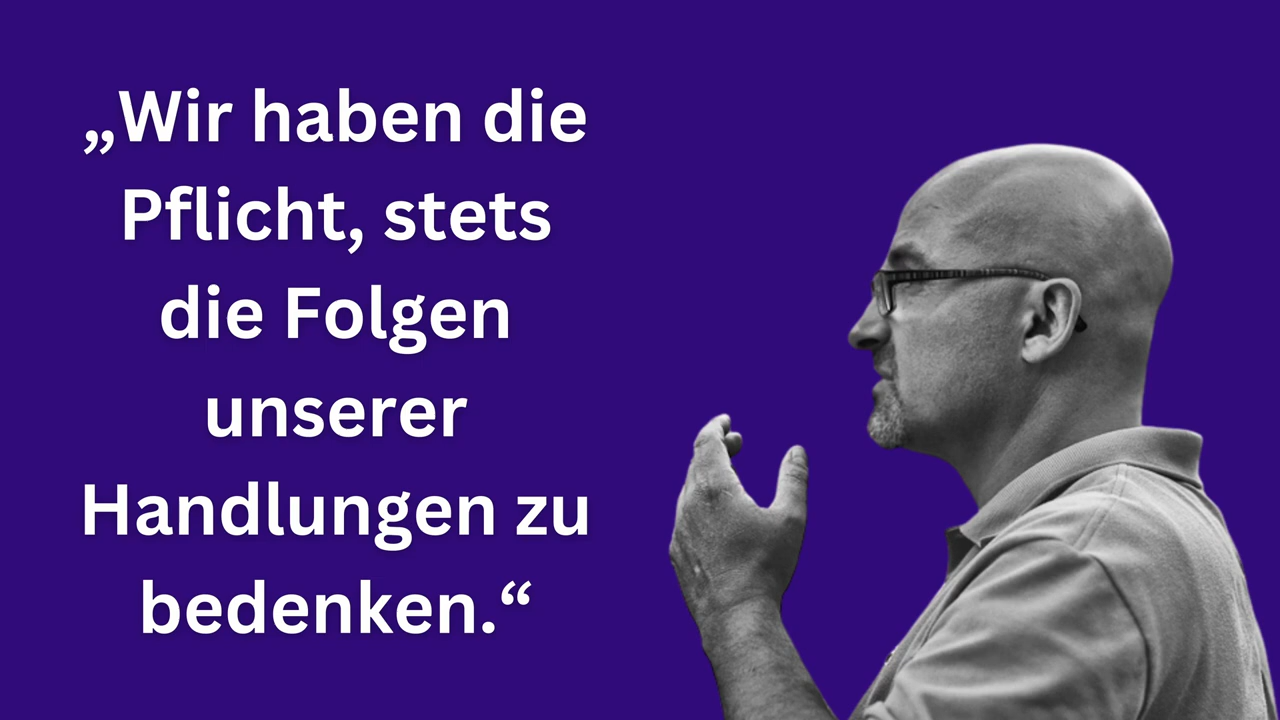 „Wir haben die
Pflicht, stets
die Folgen
unserer
Handlungen zu
bedenken.“